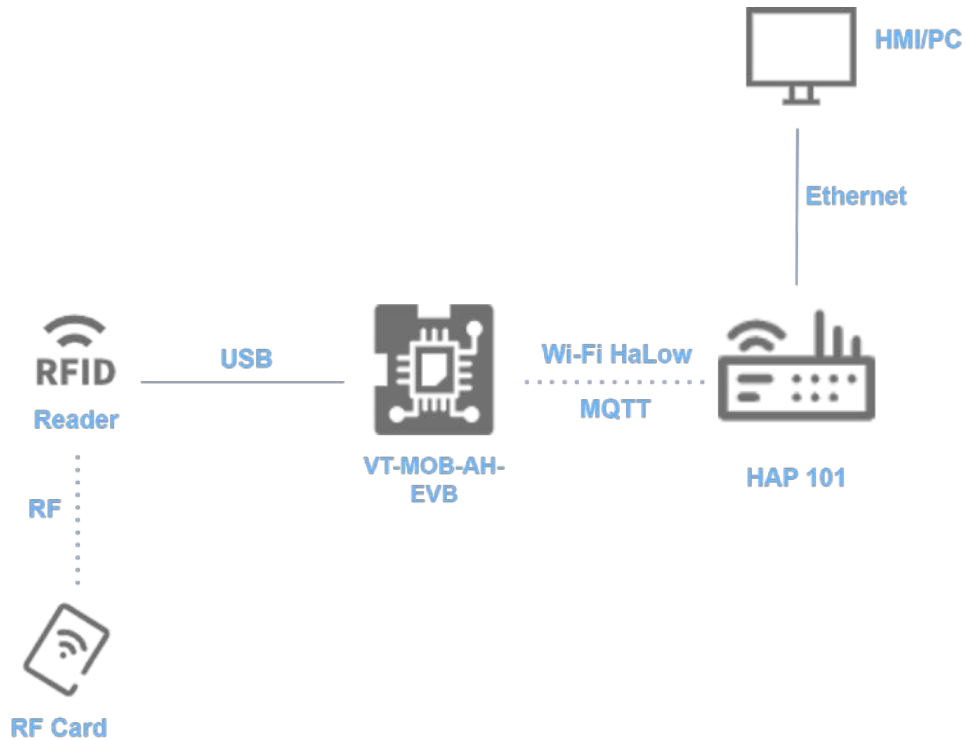 HMI/PC
Ethernet
RFID
Reader
USB
VT-MOB-AH-
EVB
Wi-Fi HaLow
MQTT
HAP 101
RF
RF Card